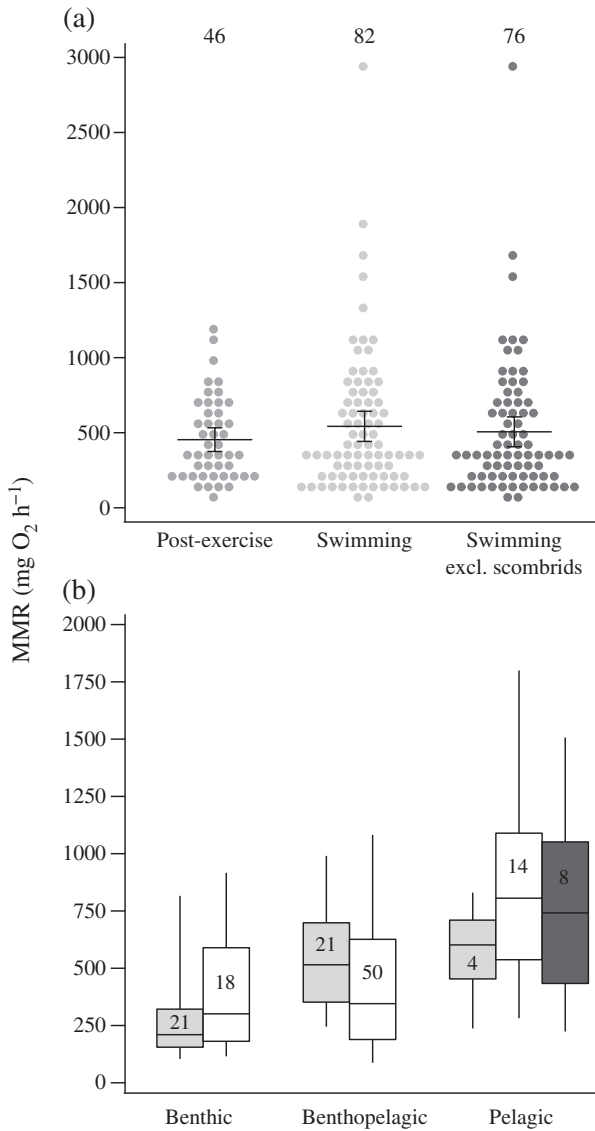 (a)
46 82 76
3000
2500
2000
1500
1000
500
0
Post-exercise Swimming Swimming
excl. scombrids
MMR (mg O₂ h⁻¹)
(b)
2000
1750
1500
1250
1000
750
500
250
0
21 18 21 50 4 14 8
Benthic Benthopelagic Pelagic